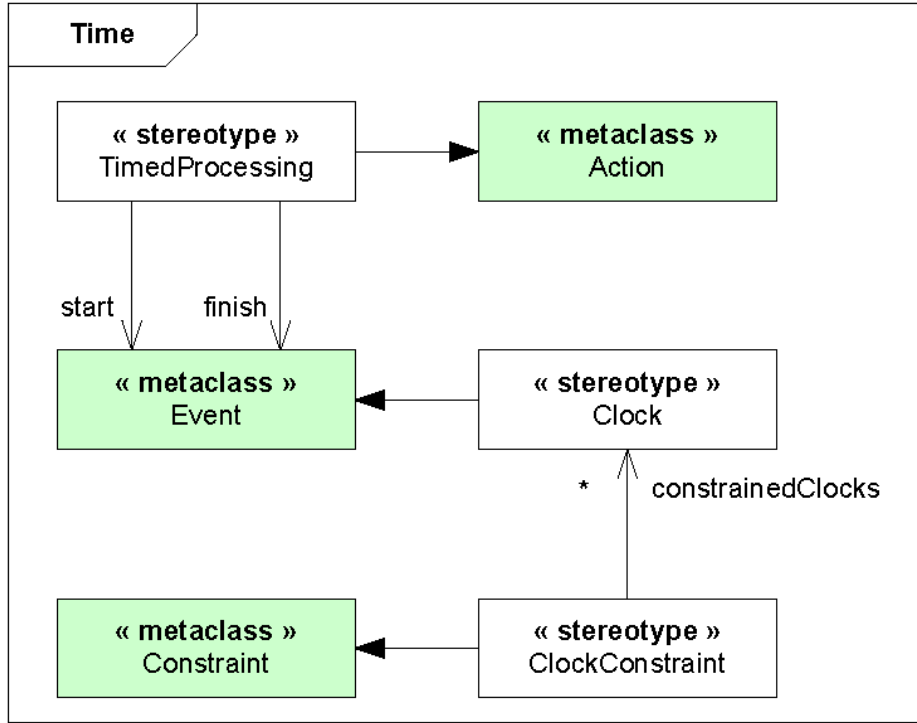 Time
« stereotype »
TimedProcessing
« metaclass »
Action
start
finish
« metaclass »
Event
« stereotype »
Clock
*
constrainedClocks
« metaclass »
Constraint
« stereotype »
ClockConstraint